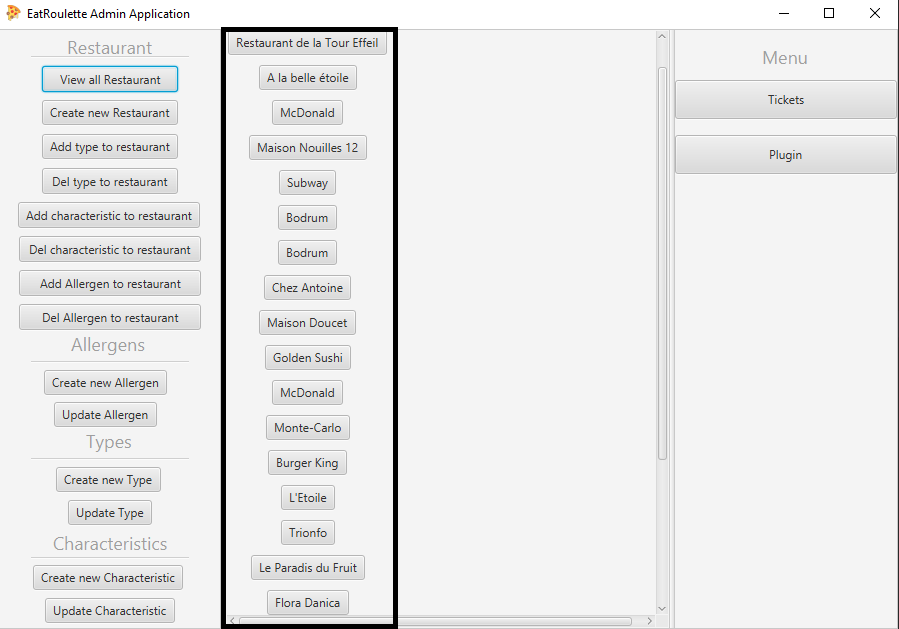 EatRoulette Admin Application
Restaurant
View all Restaurant
Create new Restaurant
Add type to restaurant
Del type to restaurant
Add characteristic to restaurant
Del characteristic to restaurant
Add Allergen to restaurant
Del Allergen to restaurant
Allergens
Create new Allergen
Update Allergen
Types
Create new Type
Update Type
Characteristics
Create new Characteristic
Update Characteristic
Restaurant de la Tour Effeil
A la belle étoile
McDonald
Maison Nouilles 12
Subway
Bodrum
Bodrum
Chez Antoine
Maison Doucet
Golden Sushi
McDonald
Monte-Carlo
Burger King
L'Etoile
Trionfo
Le Paradis du Fruit
Flora Danica
Menu
Tickets
Plugin